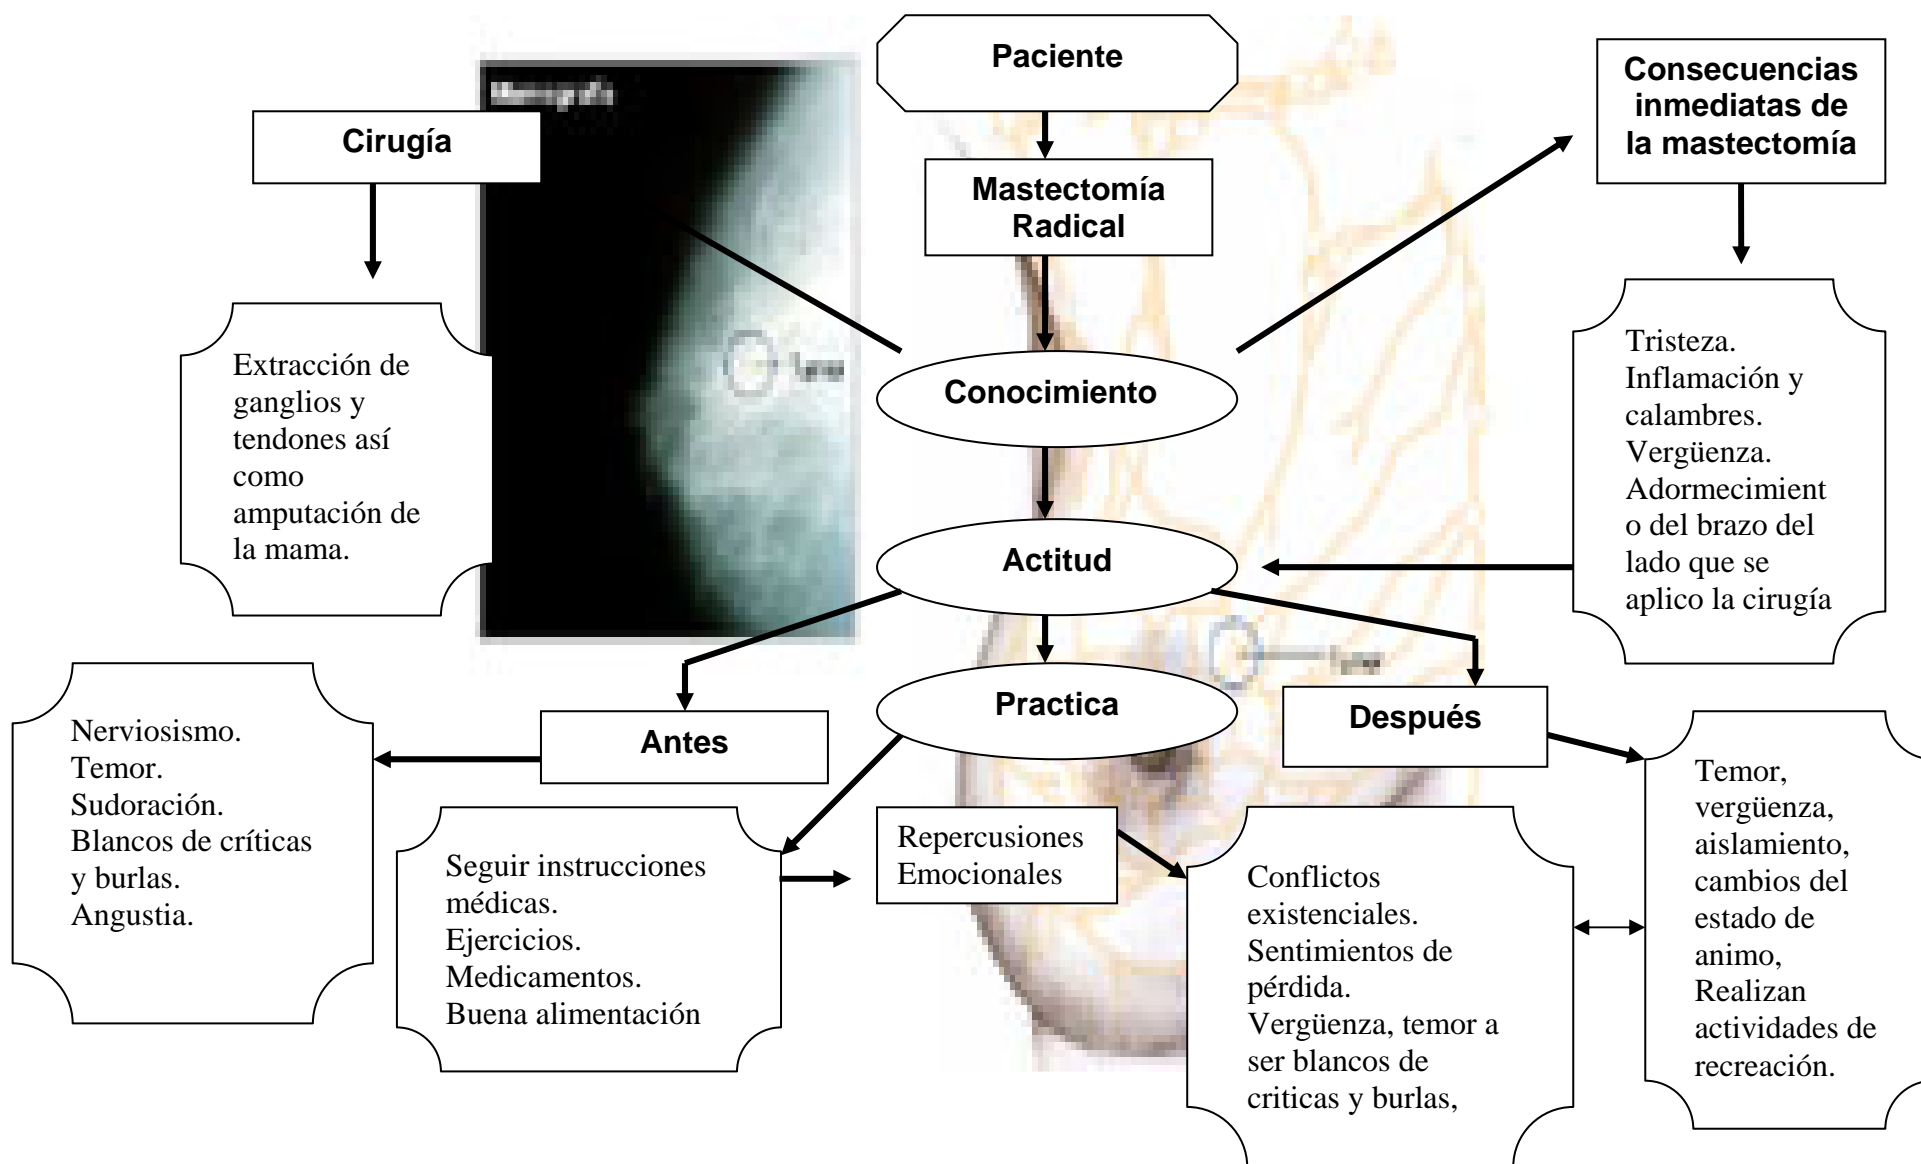 Paciente
Consecuencias
inmediatas de
la mastectomía
Cirugía
Mastectomía
Radical
Extracción de
ganglios y
tendones así
como
amputación de
la mama.
Conocimiento
Tristeza.
Inflamación y
calambres.
Vergüenza.
Adormecimient
o del brazo del
lado que se
aplico la cirugía
Actitud
Practica
Antes
Después
Nerviosismo.
Temor.
Sudoración.
Blancos de críticas
y burlas.
Angustia.
Seguir instrucciones
médicas.
Ejercicios.
Medicamentos.
Buena alimentación
Repercusiones
Emocionales
Conflictos
existenciales.
Sentimientos de
pérdida.
Vergüenza, temor a
ser blancos de
criticas y burlas,
Temor,
vergüenza,
aislamiento,
cambios del
estado de
animo,
Realizan
actividades de
recreación.